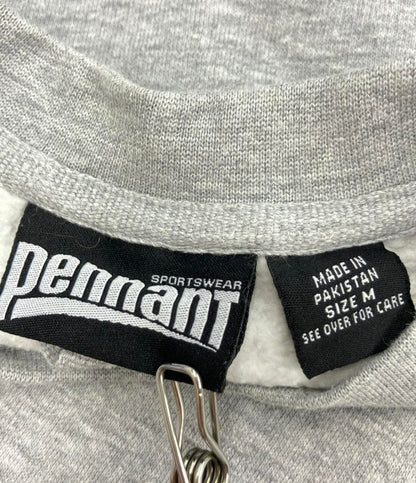 SPORTSWEAR
pennant
MADE IN
PAKISTAN
SIZE M
SEE OVER FOR CARE